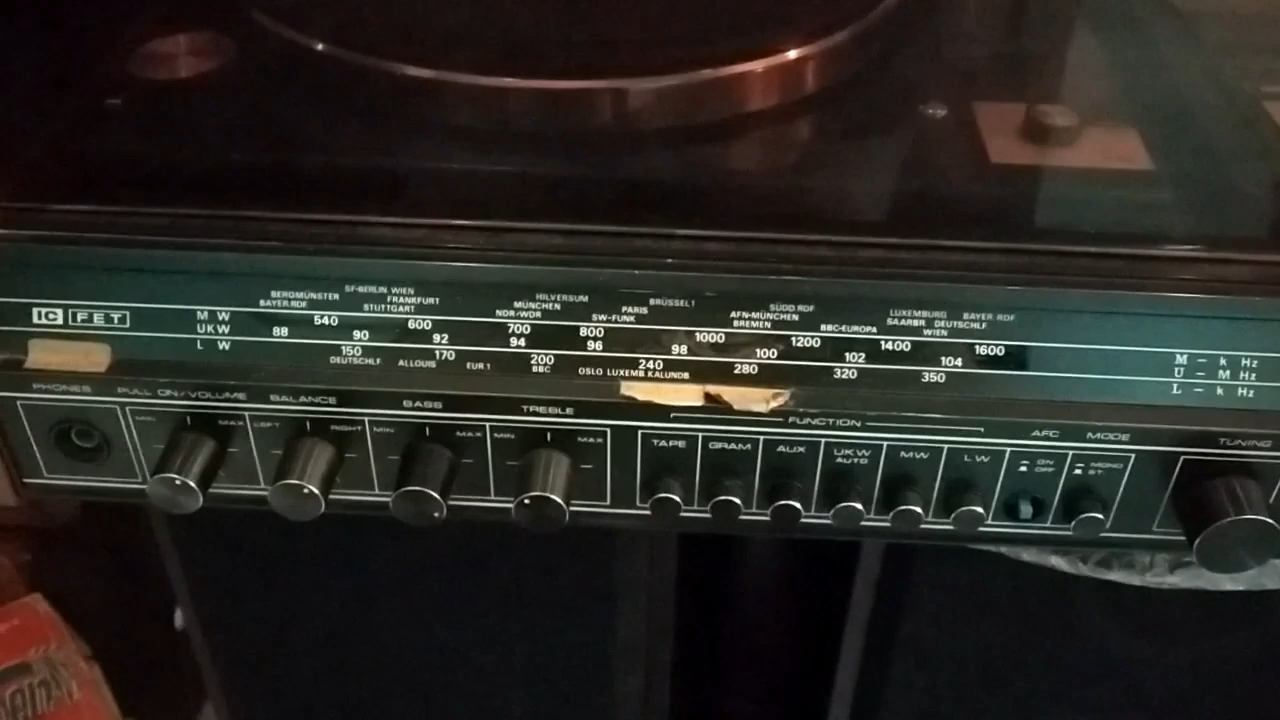 SF-BERLIN. WIEN
BERGMÜNSTER FRANKFURT HILVERSUM BRÜSSEL 1 SÜDD.RDF LUXEMBURG BAYER. RDF
BAYER.RDF STUTTGART MÜNCHEN PARIS AFN-MÜNCHEN SAARBR. DEUTSCHLF
NDR-WDR SW-FUNK BREMEN BBC-EUROPA WIEN
IC FET
M W 540 600 700 800 1000 1200 1400 1600 M - k Hz
UKW 88 90 92 94 96 98 100 102 104 U - M Hz
L W 150 170 200 240 280 320 350 L - k Hz
DEUTSCHLF ALLOUIS EUR.1 BBC OSLO LUXEMB. KALUNDB
PHONES PULL ON/VOLUME BALANCE BASS TREBLE FUNCTION AFC MODE TUNING
MIN MAX LEFT RIGHT MIN MAX MIN MAX
TAPE GRAM AUX UKW AUTO MW LW ON OFF MONO ST.